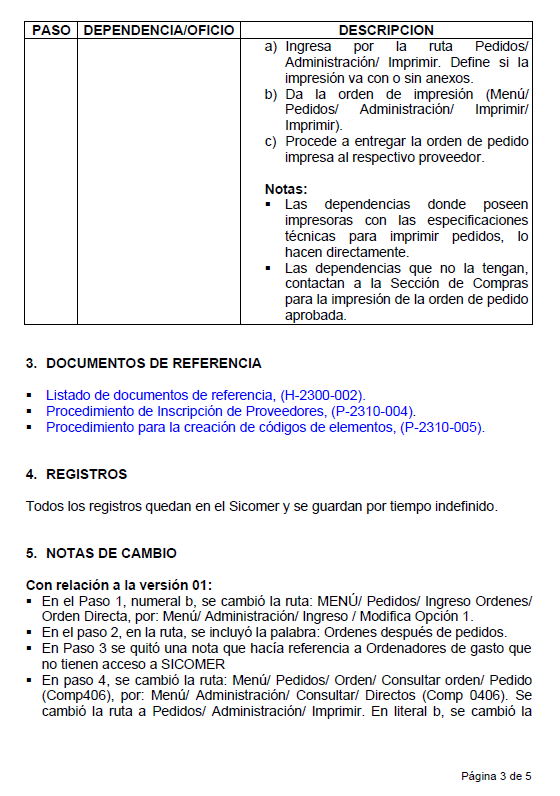 PASO DEPENDENCIA/OFICIO DESCRIPCION
a) Ingresa por la ruta Pedidos/
Administración/ Imprimir. Define si la
impresión va con o sin anexos.
b) Da la orden de impresión (Menú/
Pedidos/ Administración/ Imprimir/
Imprimir).
c) Procede a entregar la orden de pedido
impresa al respectivo proveedor.
Notas:
▪ Las dependencias donde poseen
impresoras con las especificaciones
técnicas para imprimir pedidos, lo
hacen directamente.
▪ Las dependencias que no la tengan,
contactan a la Sección de Compras
para la impresión de la orden de pedido
aprobada.
3. DOCUMENTOS DE REFERENCIA
▪ Listado de documentos de referencia, (H-2300-002).
▪ Procedimiento de Inscripción de Proveedores, (P-2310-004).
▪ Procedimiento para la creación de códigos de elementos, (P-2310-005).
4. REGISTROS
Todos los registros quedan en el Sicomer y se guardan por tiempo indefinido.
5. NOTAS DE CAMBIO
Con relación a la versión 01:
▪ En el Paso 1, numeral b, se cambió la ruta: MENÚ/ Pedidos/ Ingreso Ordenes/
Orden Directa, por: Menú/ Administración/ Ingreso / Modifica Opción 1.
▪ En el paso 2, en la ruta, se incluyó la palabra: Ordenes después de pedidos.
▪ En Paso 3 se quitó una nota que hacía referencia a Ordenadores de gasto que
no tienen acceso a SICOMER
▪ En paso 4, se cambió la ruta: Menú/ Pedidos/ Orden/ Consultar orden/ Pedido
(Comp406), por: Menú/ Administración/ Consultar/ Directos (Comp 0406). Se
cambió la ruta a Pedidos/ Administración/ Imprimir. En literal b, se cambió la
Página 3 de 5